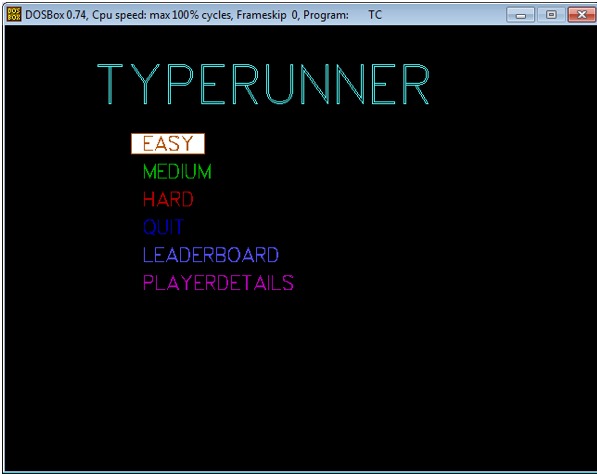 DOSBox 0.74, Cpu speed: max 100% cycles, Frameskip 0, Program: TC
TYPERUNNER
EASY
MEDIUM
HARD
QUIT
LEADERBOARD
PLAYERDETAILS